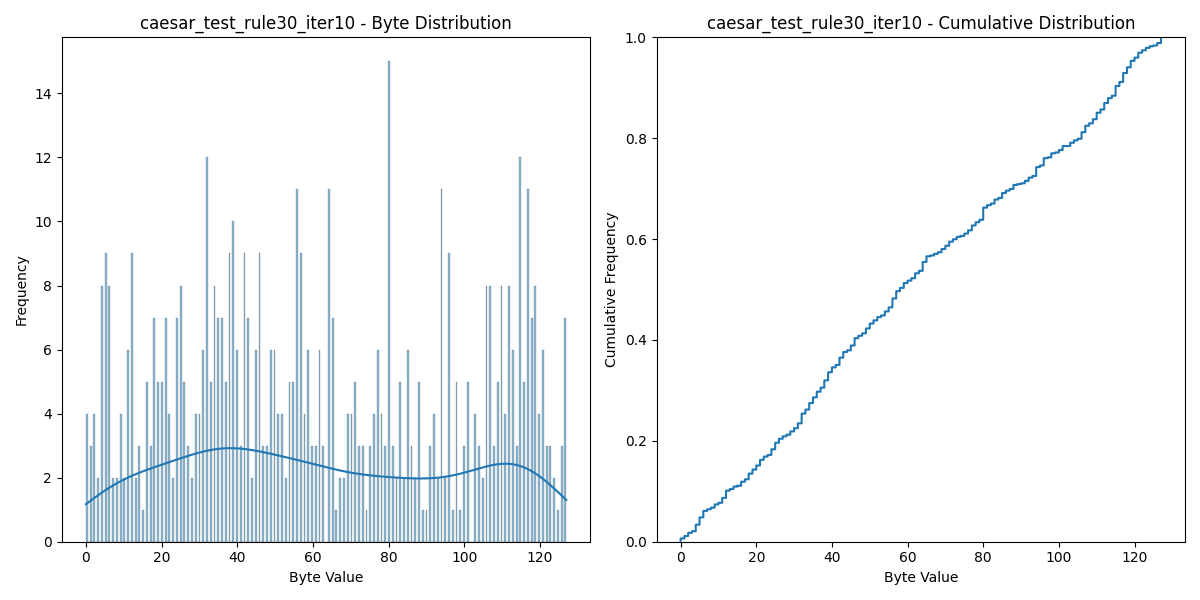 caesar_test_rule30_iter10 - Byte Distribution
Frequency
14
12
10
8
6
4
2
0
0 20 40 60 80 100 120
Byte Value
caesar_test_rule30_iter10 - Cumulative Distribution
Cumulative Frequency
1.0
0.8
0.6
0.4
0.2
0.0
0 20 40 60 80 100 120
Byte Value